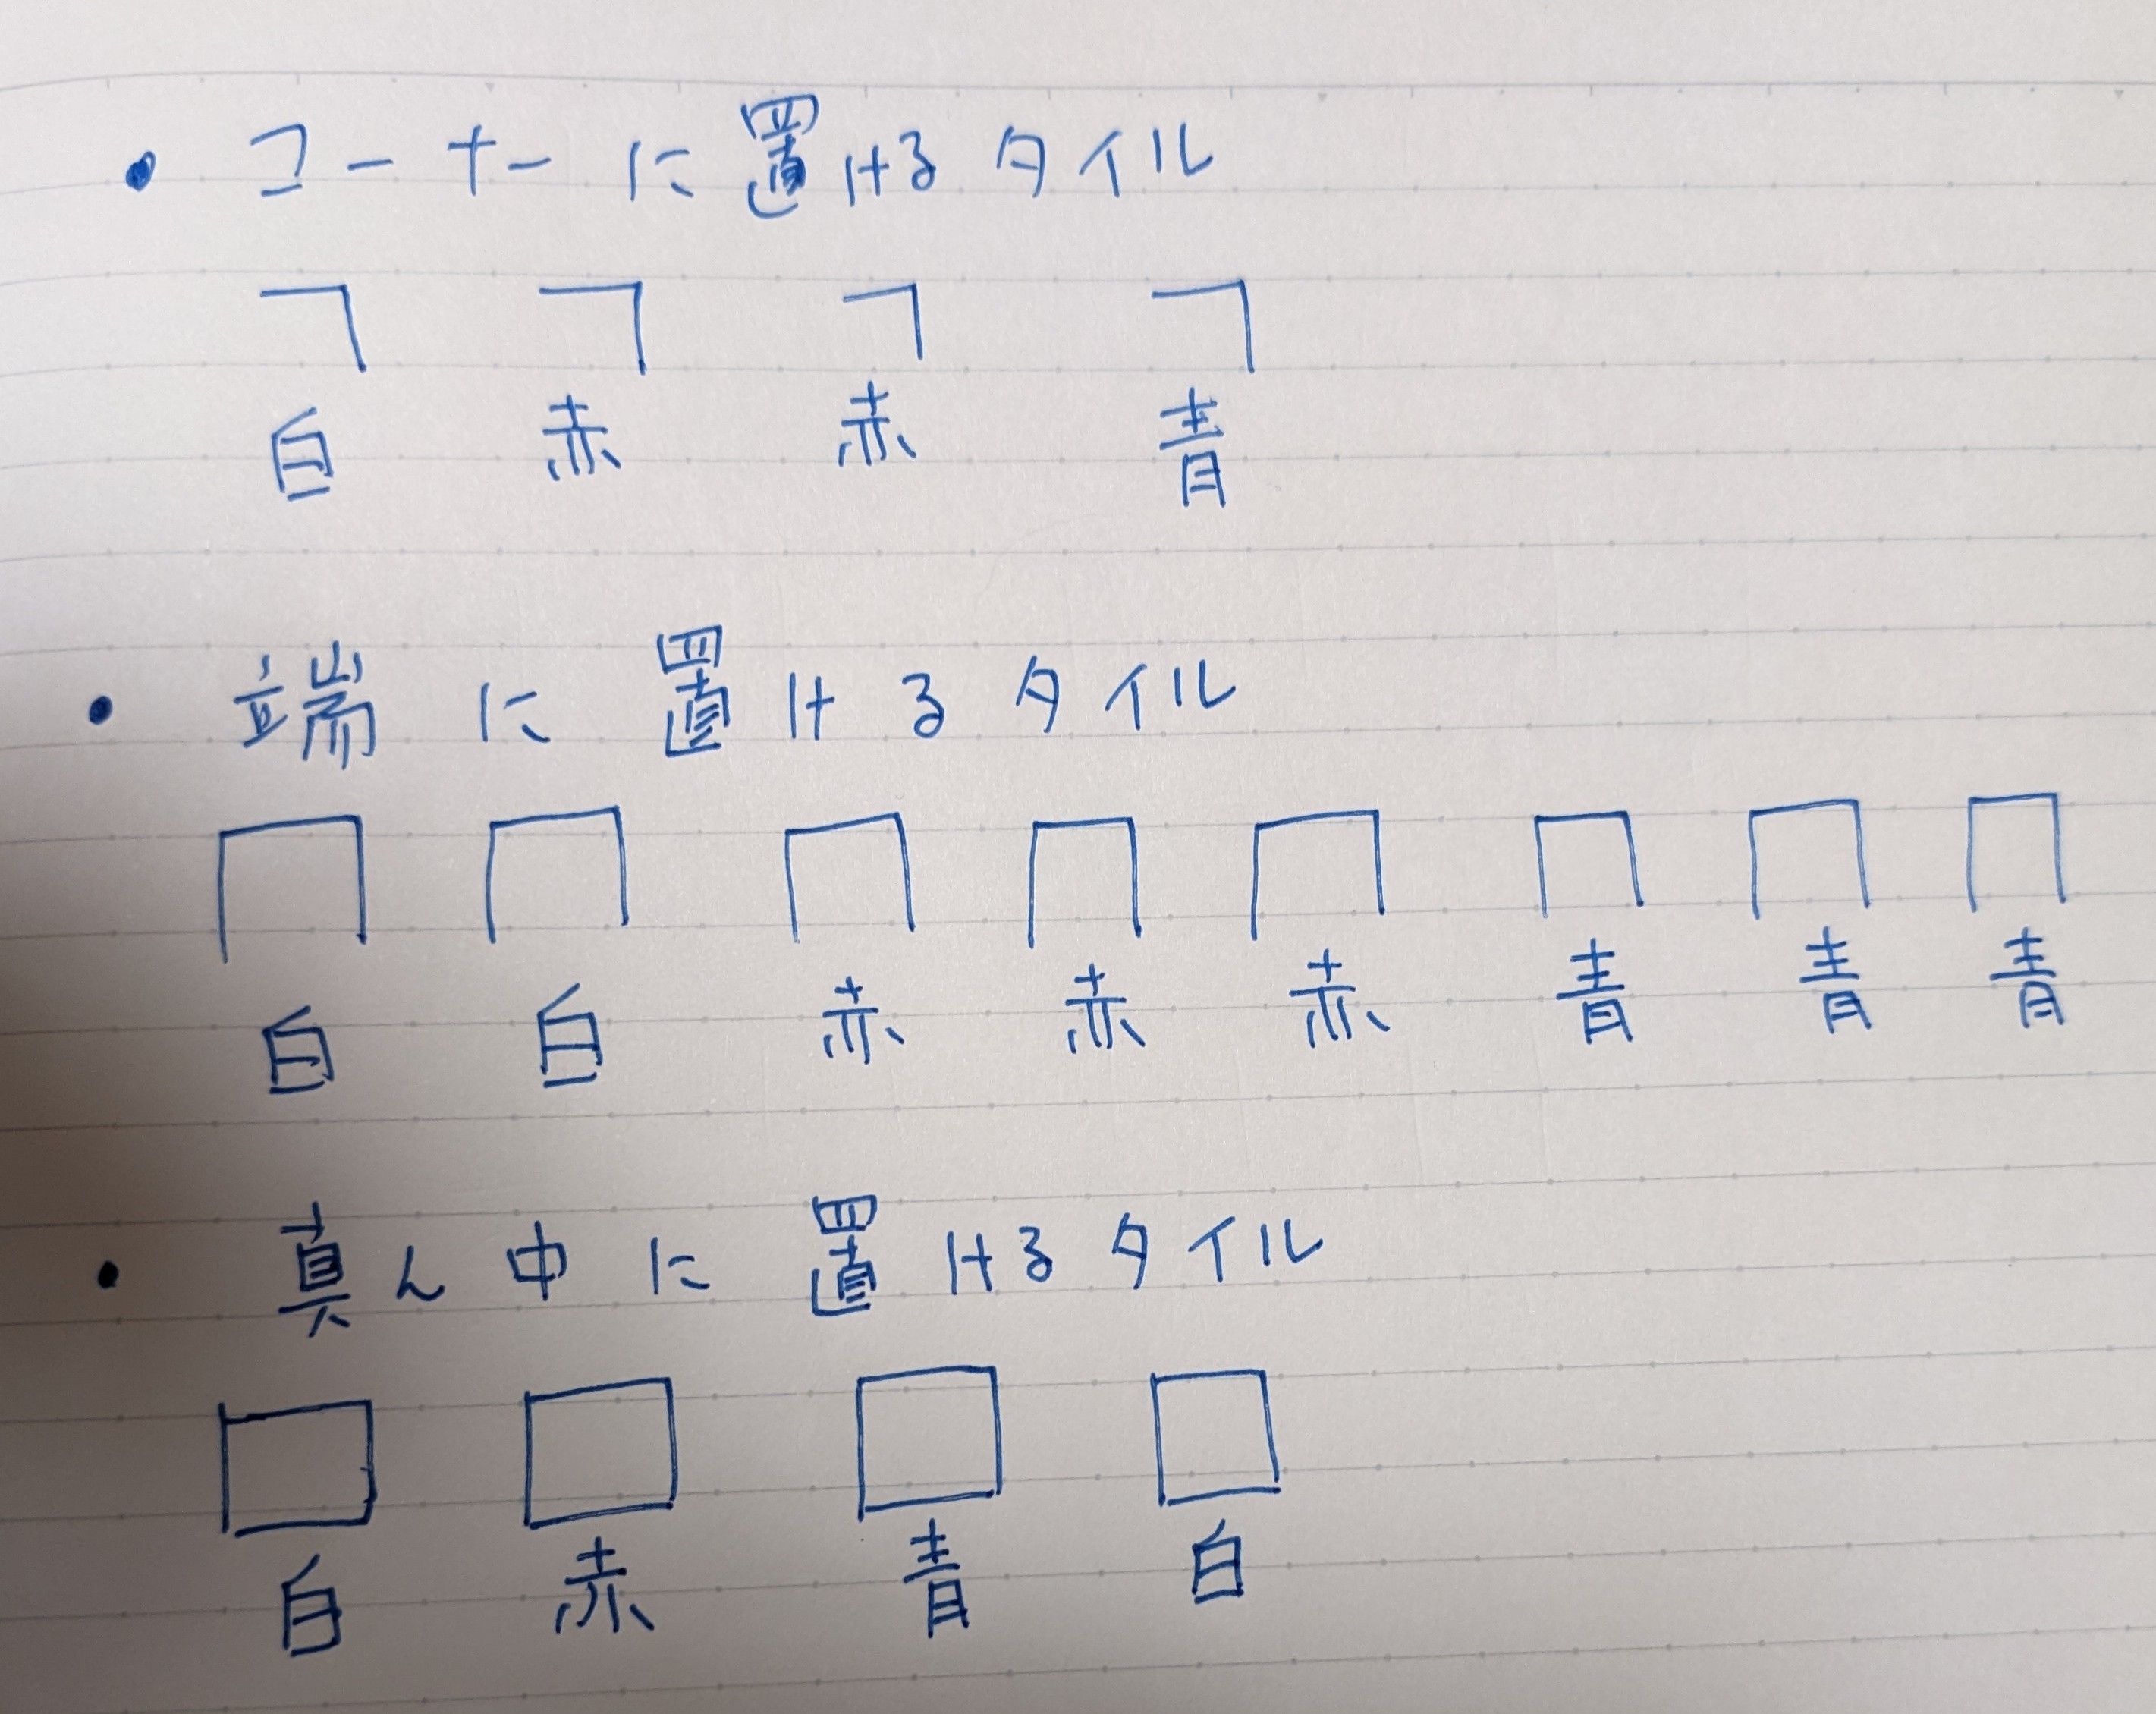 ・コーナーに置けるタイル
白 赤 赤 青
・端に置けるタイル
白 白 赤 赤 赤 青 青 青
・真ん中に置けるタイル
白 赤 青 白